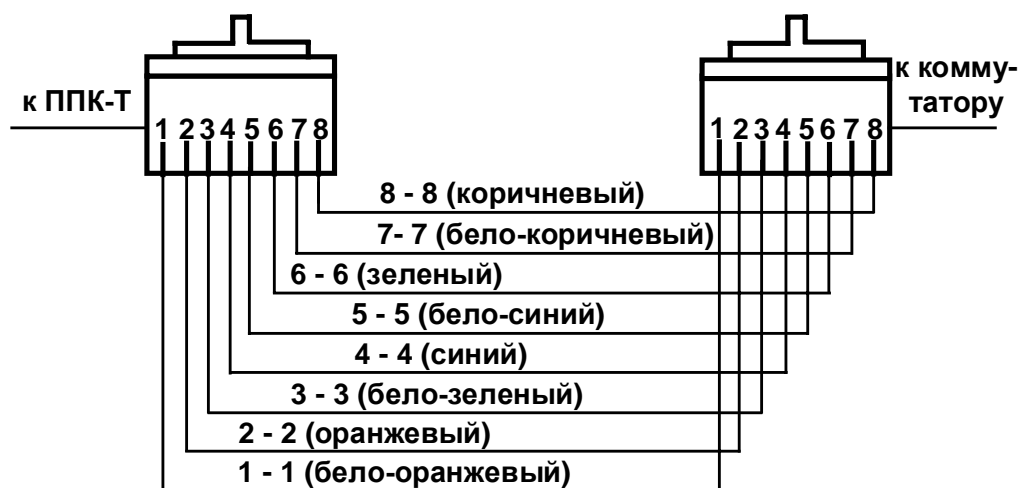 к ППК-Т
1 2 3 4 5 6 7 8
к комму-
татору
1 2 3 4 5 6 7 8
8 - 8 (коричневый)
7- 7 (бело-коричневый)
6 - 6 (зеленый)
5 - 5 (бело-синий)
4 - 4 (синий)
3 - 3 (бело-зеленый)
2 - 2 (оранжевый)
1 - 1 (бело-оранжевый)